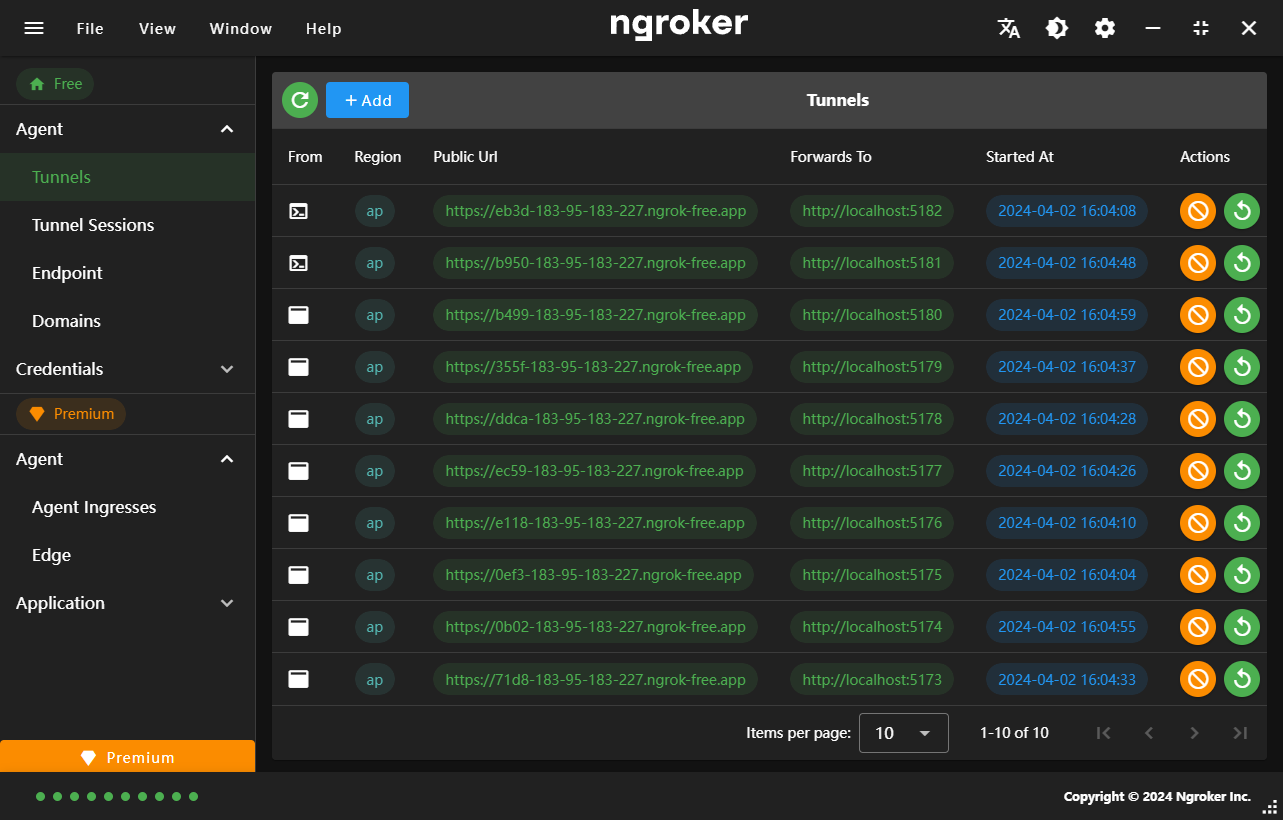 File View Window Help ngroker
Free
Agent
Tunnels
Tunnel Sessions
Endpoint
Domains
Credentials
Premium
Agent
Agent Ingresses
Edge
Application
Premium
+ Add Tunnels
From Region Public Url Forwards To Started At Actions
ap https://eb3d-183-95-183-227.ngrok-free.app http://localhost:5182 2024-04-02 16:04:08
ap https://b950-183-95-183-227.ngrok-free.app http://localhost:5181 2024-04-02 16:04:48
ap https://b499-183-95-183-227.ngrok-free.app http://localhost:5180 2024-04-02 16:04:59
ap https://355f-183-95-183-227.ngrok-free.app http://localhost:5179 2024-04-02 16:04:37
ap https://ddca-183-95-183-227.ngrok-free.app http://localhost:5178 2024-04-02 16:04:28
ap https://ec59-183-95-183-227.ngrok-free.app http://localhost:5177 2024-04-02 16:04:26
ap https://e118-183-95-183-227.ngrok-free.app http://localhost:5176 2024-04-02 16:04:10
ap https://0ef3-183-95-183-227.ngrok-free.app http://localhost:5175 2024-04-02 16:04:04
ap https://0b02-183-95-183-227.ngrok-free.app http://localhost:5174 2024-04-02 16:04:55
ap https://71d8-183-95-183-227.ngrok-free.app http://localhost:5173 2024-04-02 16:04:33
Items per page: 10 1-10 of 10
Copyright © 2024 Ngroker Inc.